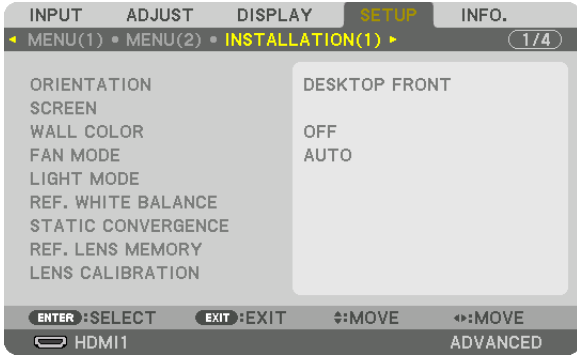 INPUT ADJUST DISPLAY SETUP INFO.
MENU(1) • MENU(2) • INSTALLATION(1) 1/4
ORIENTATION DESKTOP FRONT
SCREEN
WALL COLOR OFF
FAN MODE AUTO
LIGHT MODE
REF. WHITE BALANCE
STATIC CONVERGENCE
REF. LENS MEMORY
LENS CALIBRATION
ENTER :SELECT EXIT :EXIT :MOVE :MOVE
HDMI1 ADVANCED